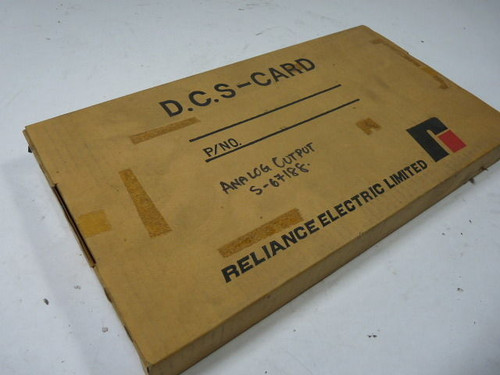 D.C.S-CARD
P/NO.
ANALOG OUTPUT
S-67188.
RELIANCE ELECTRIC LIMITED